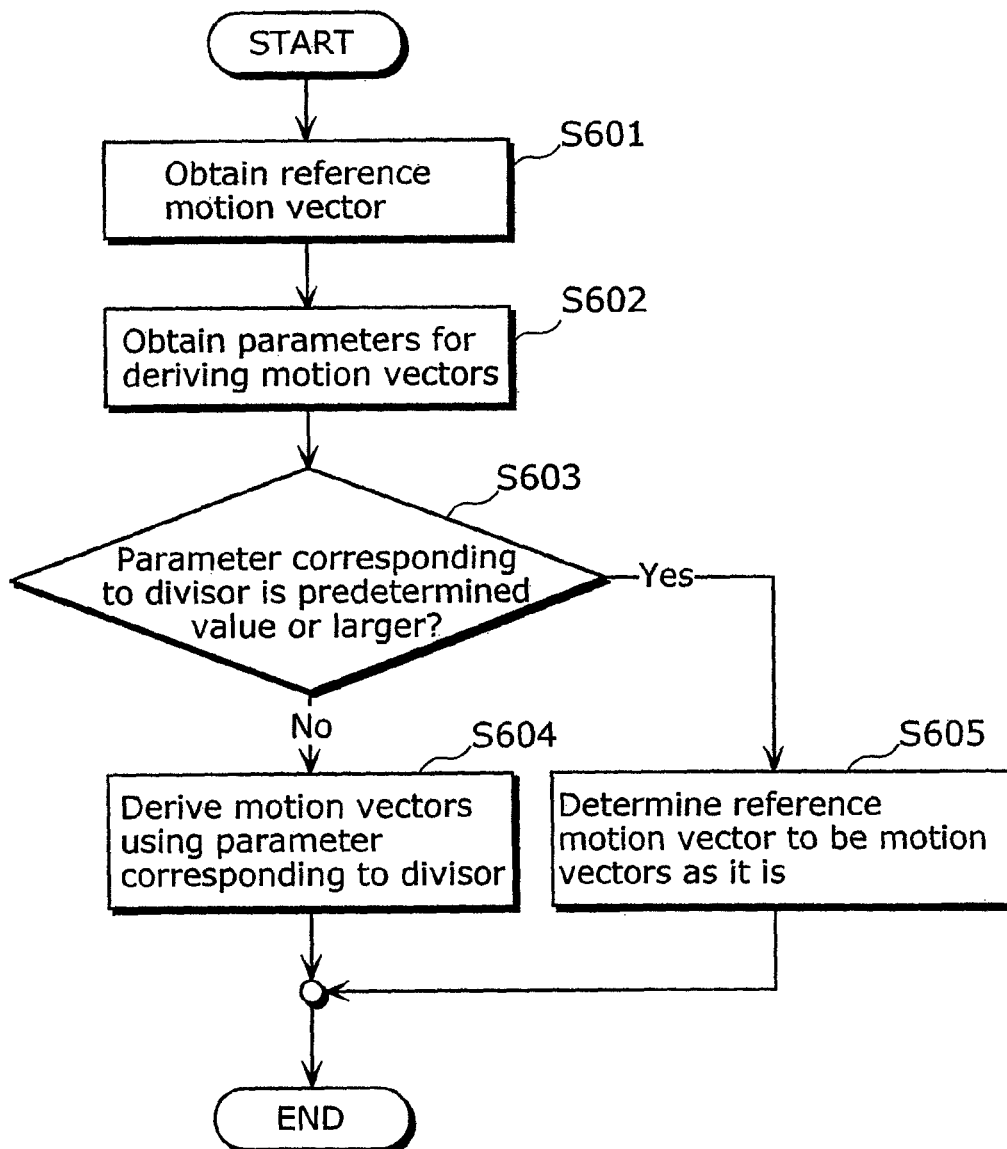 START
S601
Obtain reference
motion vector
S602
Obtain parameters for
deriving motion vectors
S603
Parameter corresponding
to divisor is predetermined
value or larger?
Yes
No
S604
Derive motion vectors
using parameter
corresponding to divisor
S605
Determine reference
motion vector to be motion
vectors as it is
END